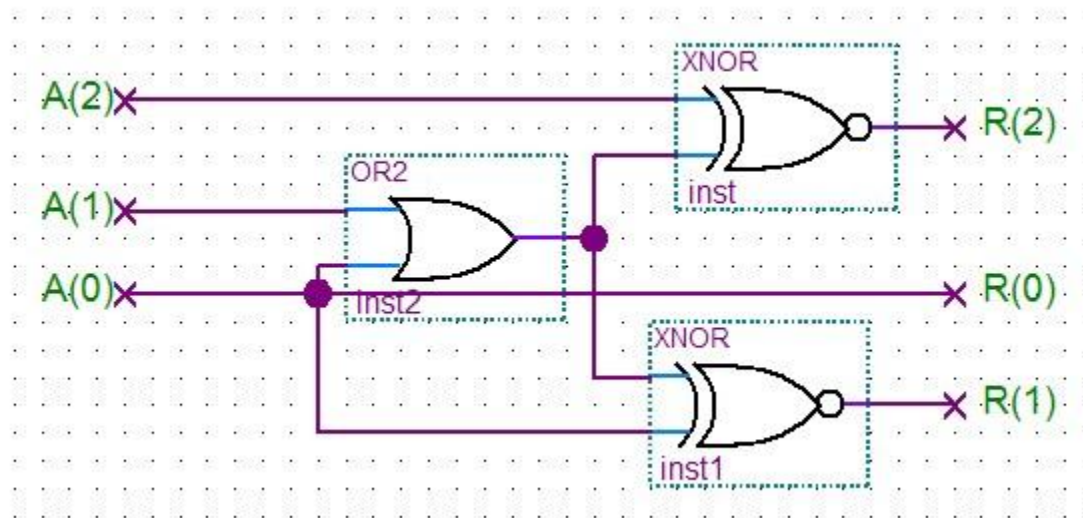 XNOR
A(2)
R(2)
OR2
inst
A(1)
A(0)
R(0)
inst2
XNOR
R(1)
inst1